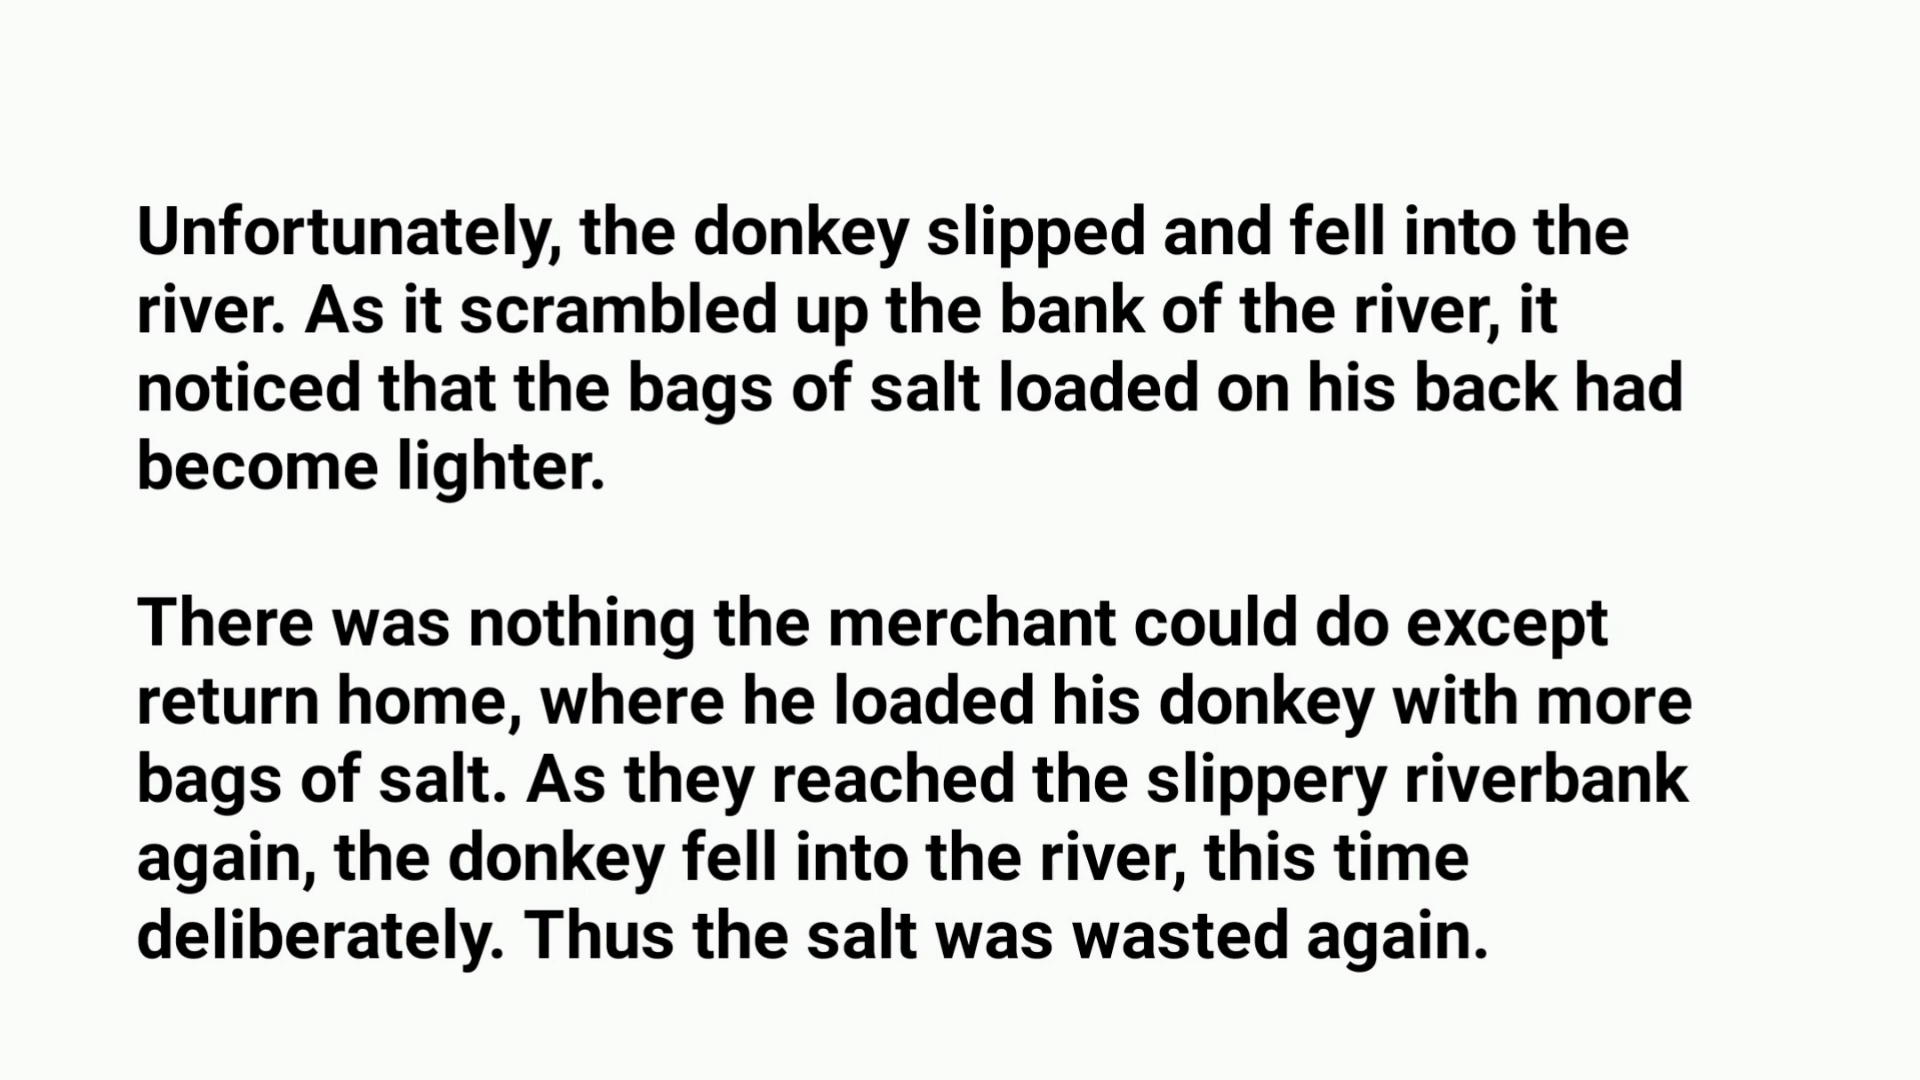 Unfortunately, the donkey slipped and fell into the
river. As it scrambled up the bank of the river, it
noticed that the bags of salt loaded on his back had
become lighter.
There was nothing the merchant could do except
return home, where he loaded his donkey with more
bags of salt. As they reached the slippery riverbank
again, the donkey fell into the river, this time
deliberately. Thus the salt was wasted again.